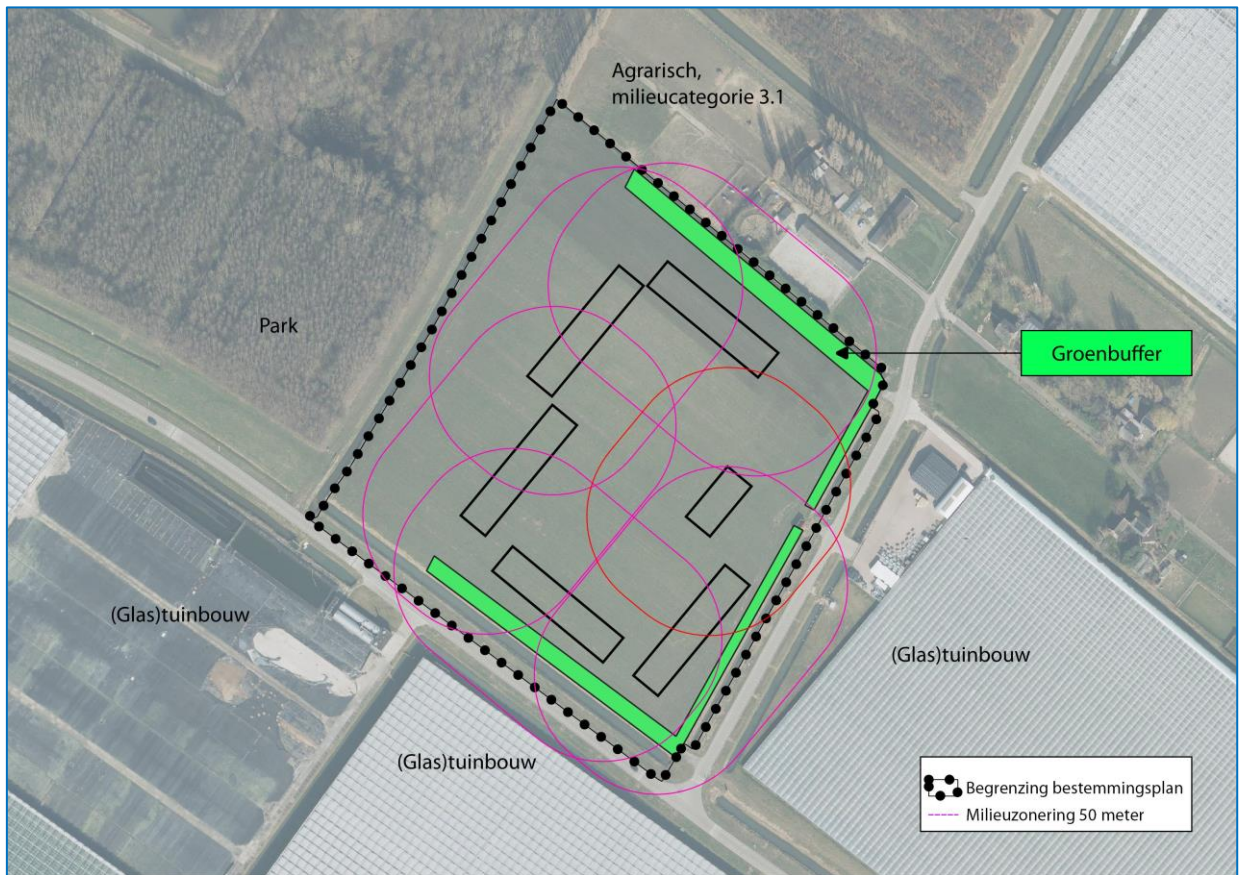 Agrarisch,
milieucategorie 3.1
Park
Groenbuffer
(Glas)tuinbouw
(Glas)tuinbouw
(Glas)tuinbouw
Begrenzing bestemmingsplan
Milieuzonering 50 meter